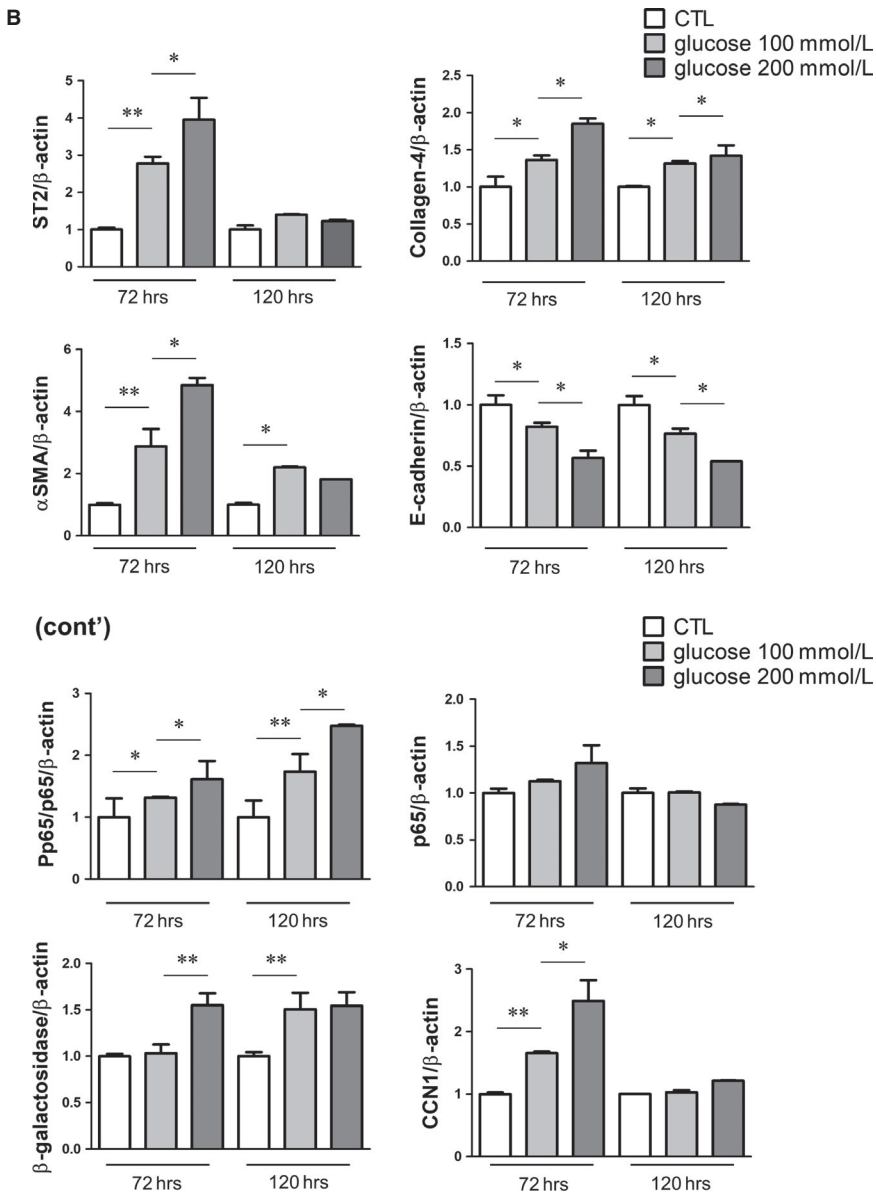 B
CTL
glucose 100 mmol/L
glucose 200 mmol/L
ST2/β-actin
5
4
3
2
1
0
**
*
72 hrs
120 hrs
Collagen-4/β-actin
2.5
2.0
1.5
1.0
0.5
0.0
*
*
*
*
72 hrs
120 hrs
αSMA/β-actin
6
4
2
0
**
*
*
72 hrs
120 hrs
E-cadherin/β-actin
1.5
1.0
0.5
0.0
*
*
*
*
72 hrs
120 hrs
(cont')
CTL
glucose 100 mmol/L
glucose 200 mmol/L
Pp65/p65/β-actin
3
2
1
0
*
*
**
*
72 hrs
120 hrs
p65/β-actin
2.0
1.5
1.0
0.5
0.0
72 hrs
120 hrs
β-galactosidase/β-actin
2.0
1.5
1.0
0.5
0.0
**
**
72 hrs
120 hrs
CCN1/β-actin
3
2
1
0
**
*
72 hrs
120 hrs